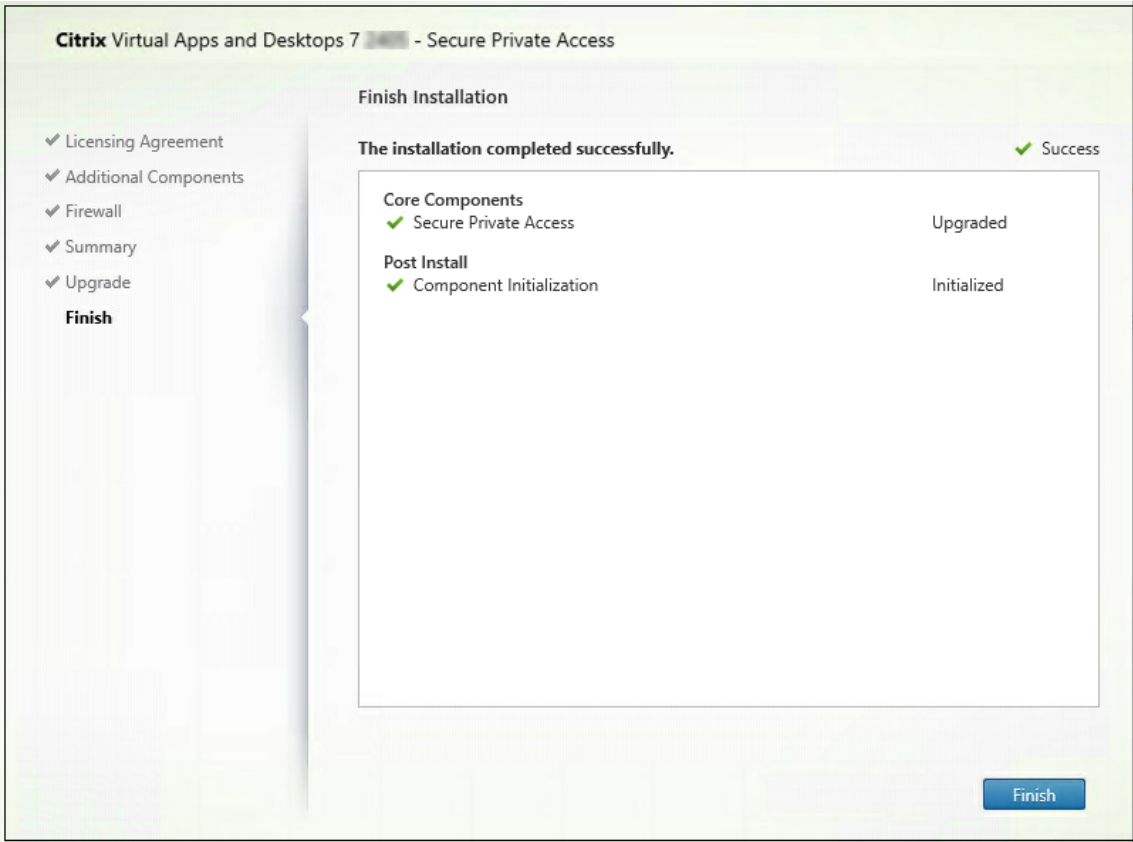 Citrix Virtual Apps and Desktops 7 - Secure Private Access
Finish Installation
Licensing Agreement
Additional Components
Firewall
Summary
Upgrade
Finish
The installation completed successfully.
Success
Core Components
Secure Private Access Upgraded
Post Install
Component Initialization Initialized
Finish